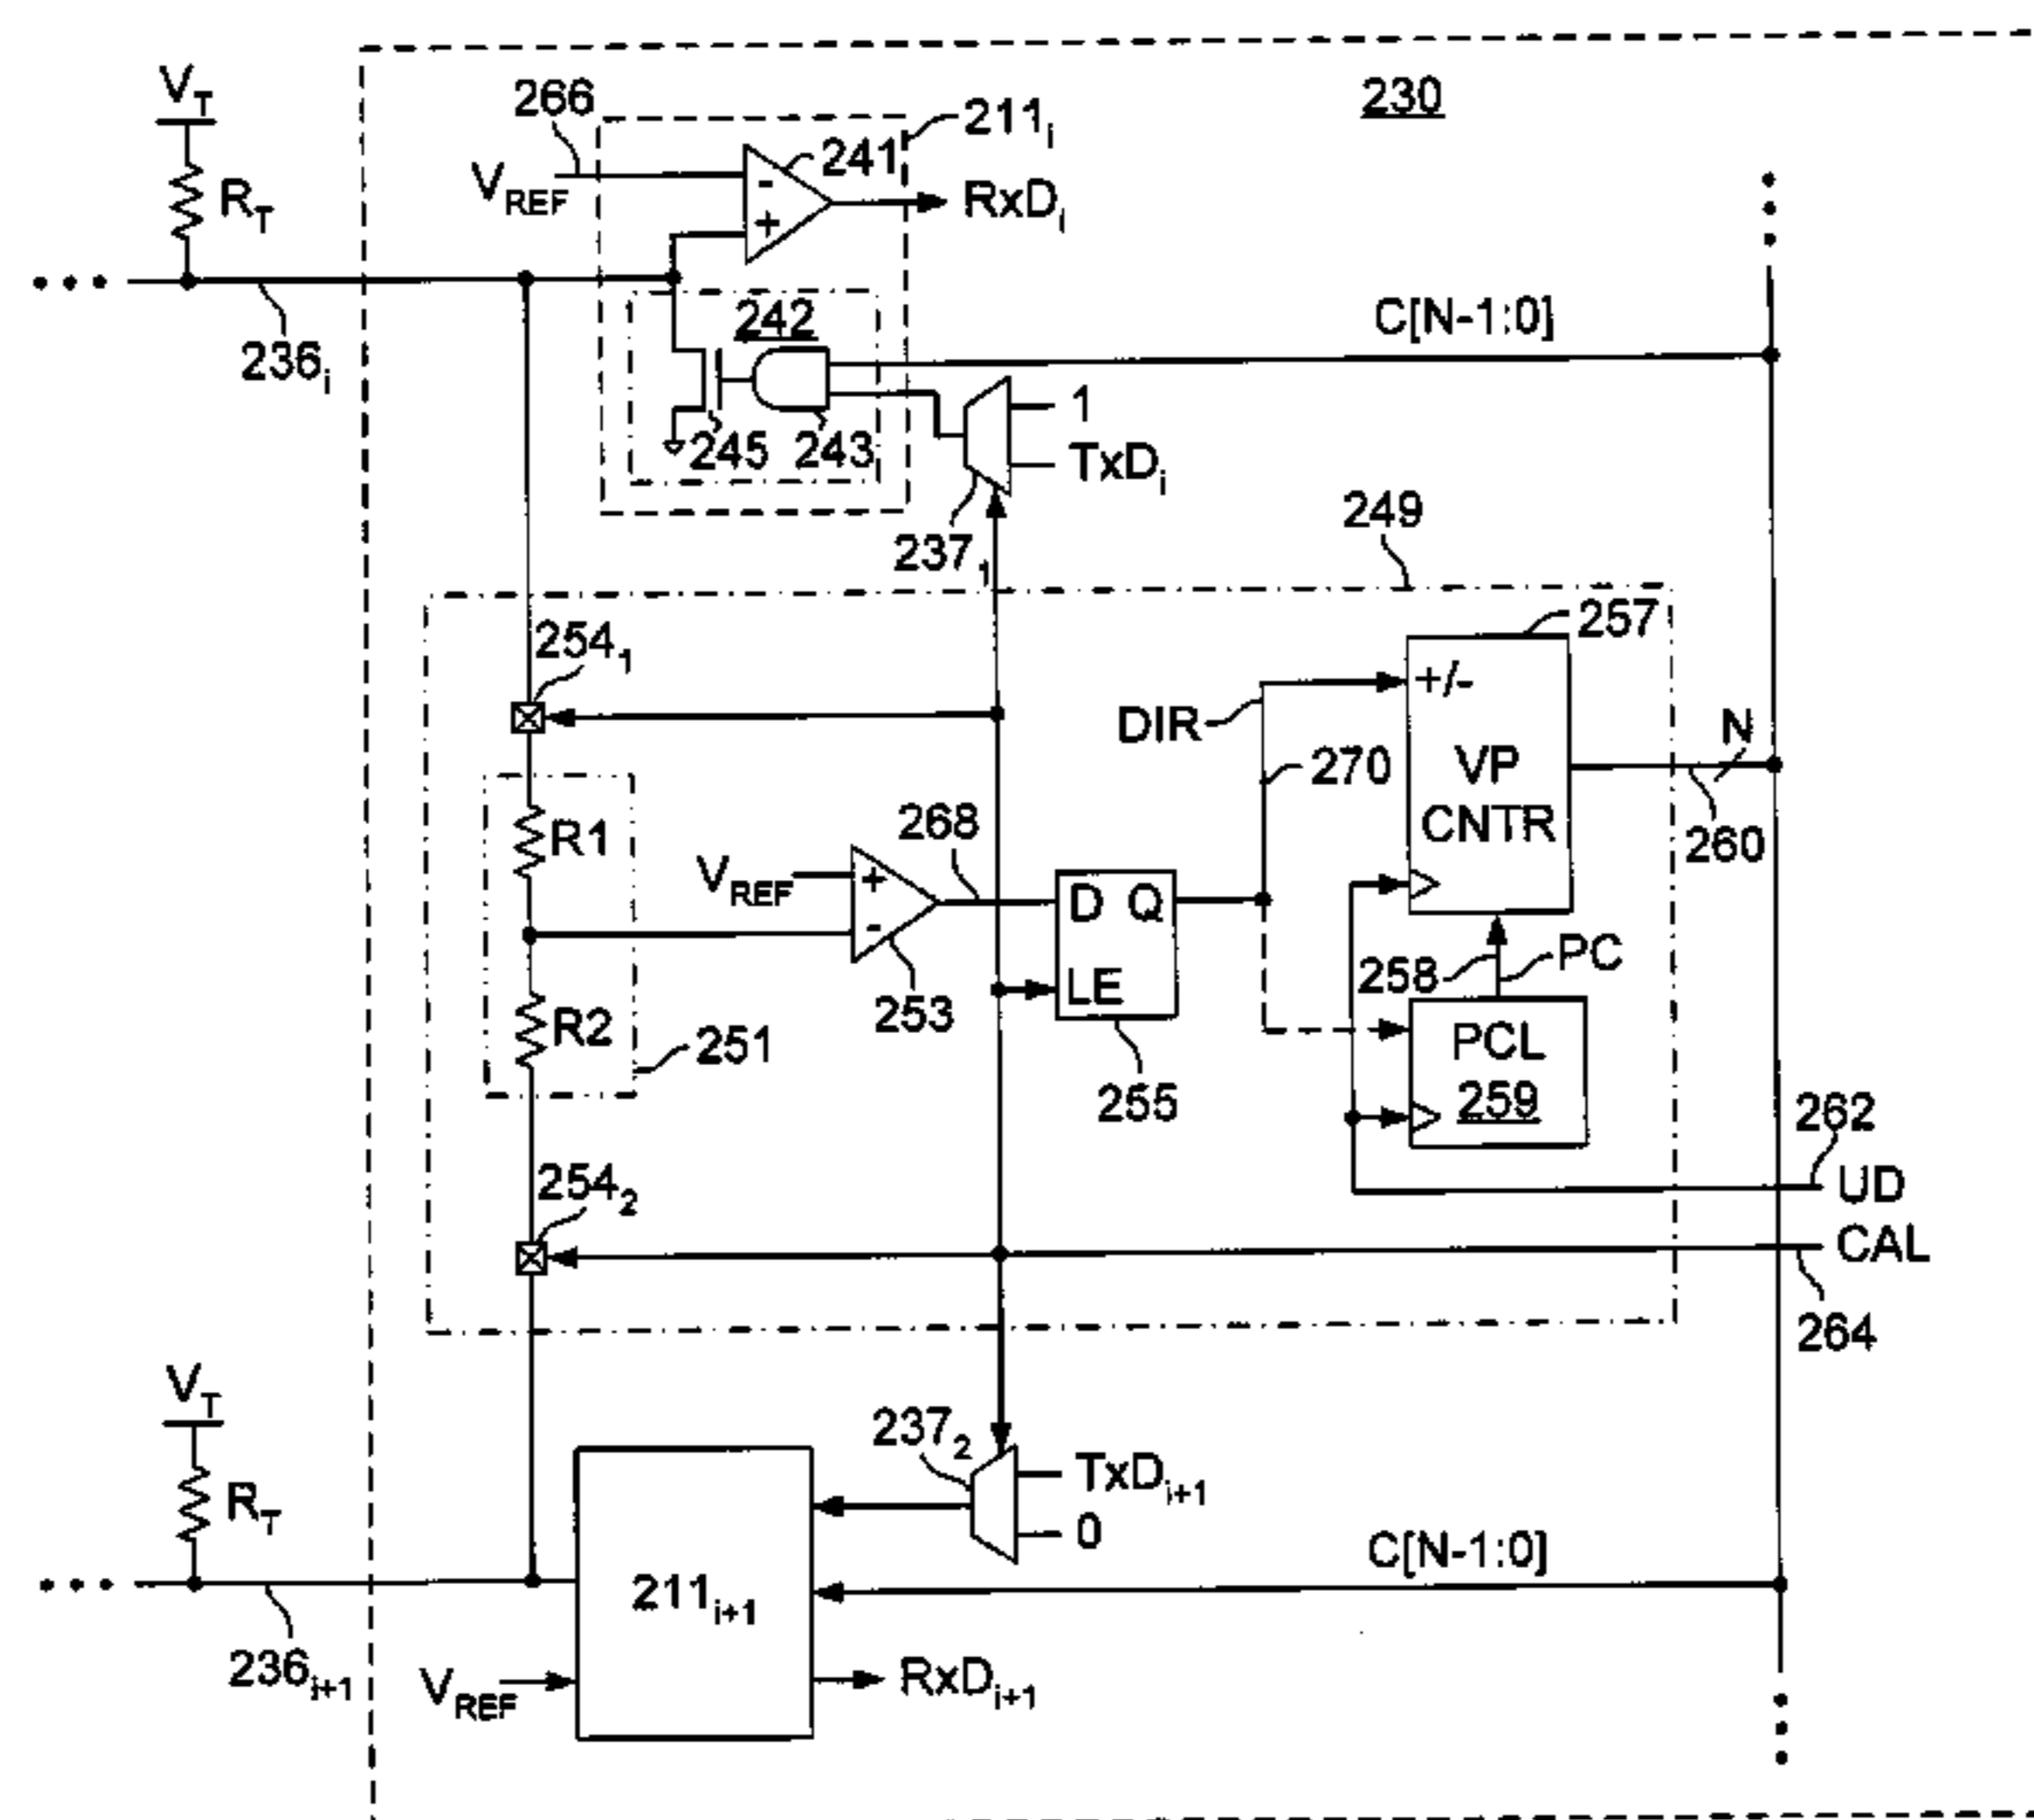 230
V_T
266
211_i
241
V_REF
-
+
RxD_i
R_T
236_i
242
C[N-1:0]
245
243
1
TxD_i
237_1
249
254_1
257
+/-
DIR
VP
CNTR
N
270
260
R1
268
V_REF
+
-
D Q
LE
253
255
R2
251
258
PC
PCL
259
262
UD
CAL
264
254_2
V_T
R_T
237_2
TxD_i+1
0
C[N-1:0]
211_i+1
236_i+1
V_REF
RxD_i+1